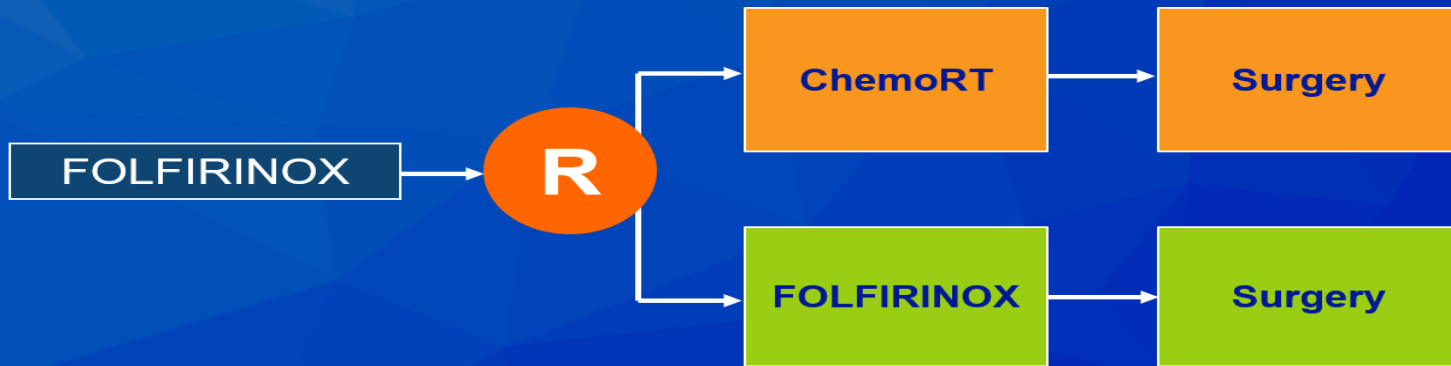 FOLFIRINOX
R
ChemoRT
Surgery
FOLFIRINOX
Surgery